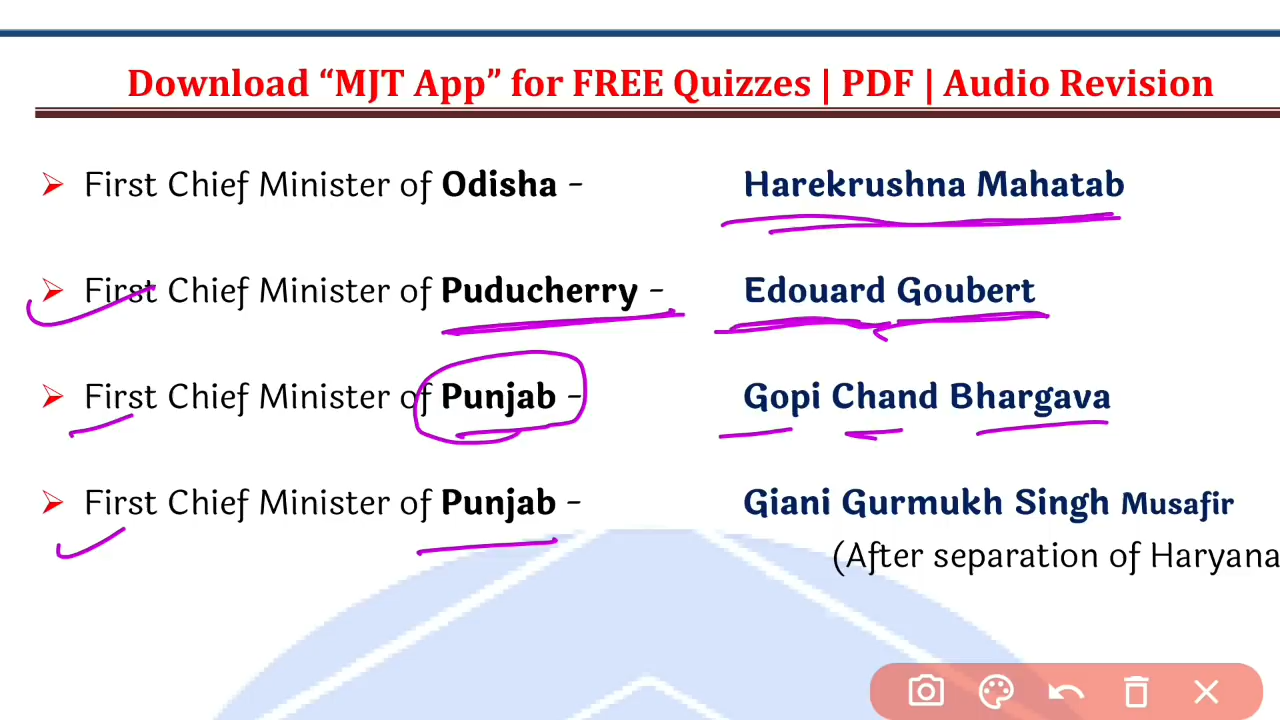 Download “MJT App” for FREE Quizzes | PDF | Audio Revision
First Chief Minister of Odisha - Harekrushna Mahatab
First Chief Minister of Puducherry - Edouard Goubert
First Chief Minister of Punjab - Gopi Chand Bhargava
First Chief Minister of Punjab - Giani Gurmukh Singh Musafir
(After separation of Haryana